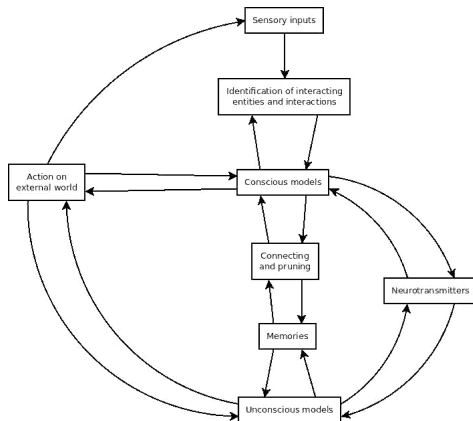 Sensory inputs
Identification of interacting
entities and interactions
Action on
external world
Conscious models
Connecting
and pruning
Neurotransmitters
Memories
Unconscious models